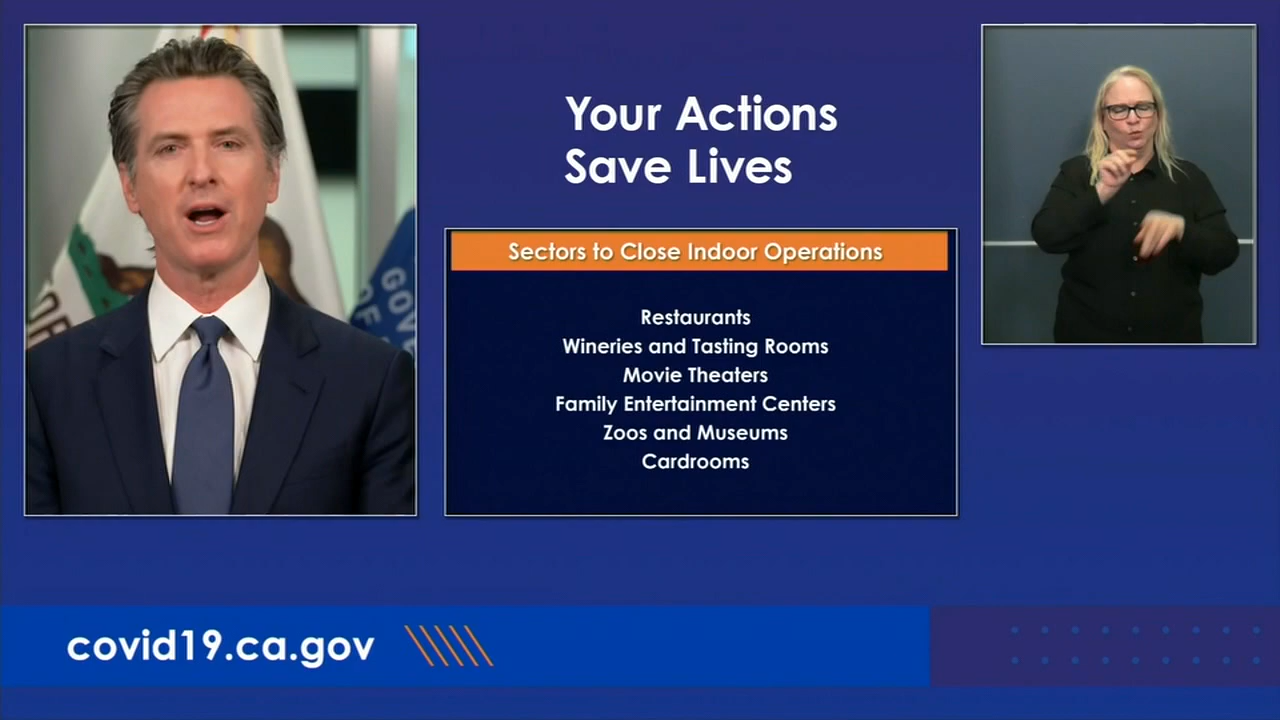 Your Actions
Save Lives
Sectors to Close Indoor Operations
Restaurants
Wineries and Tasting Rooms
Movie Theaters
Family Entertainment Centers
Zoos and Museums
Cardrooms
covid19.ca.gov